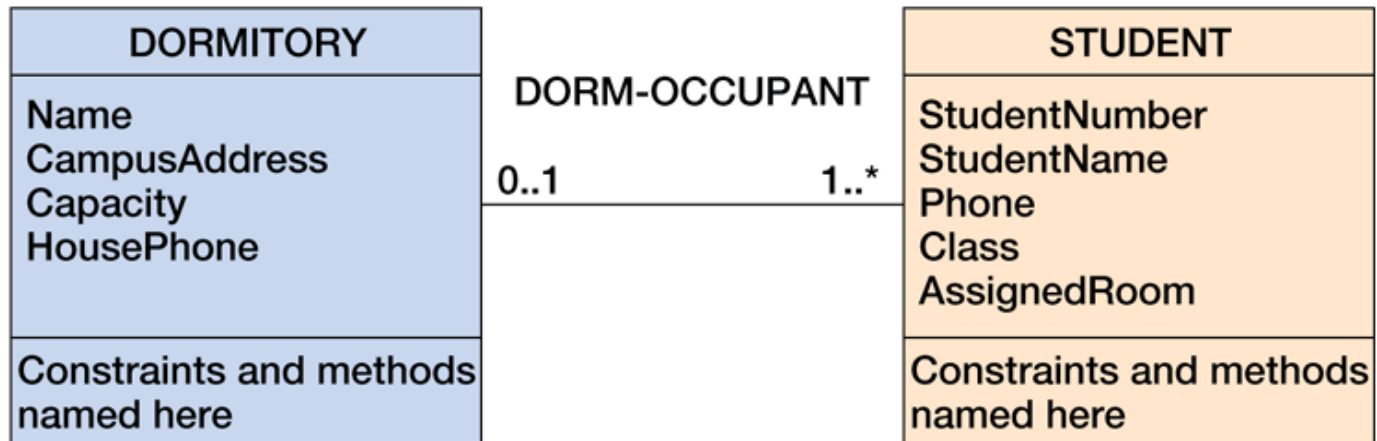 DORMITORY
Name
CampusAddress
Capacity
HousePhone
Constraints and methods
named here
DORM-OCCUPANT
0..1
1..*
STUDENT
StudentNumber
StudentName
Phone
Class
AssignedRoom
Constraints and methods
named here